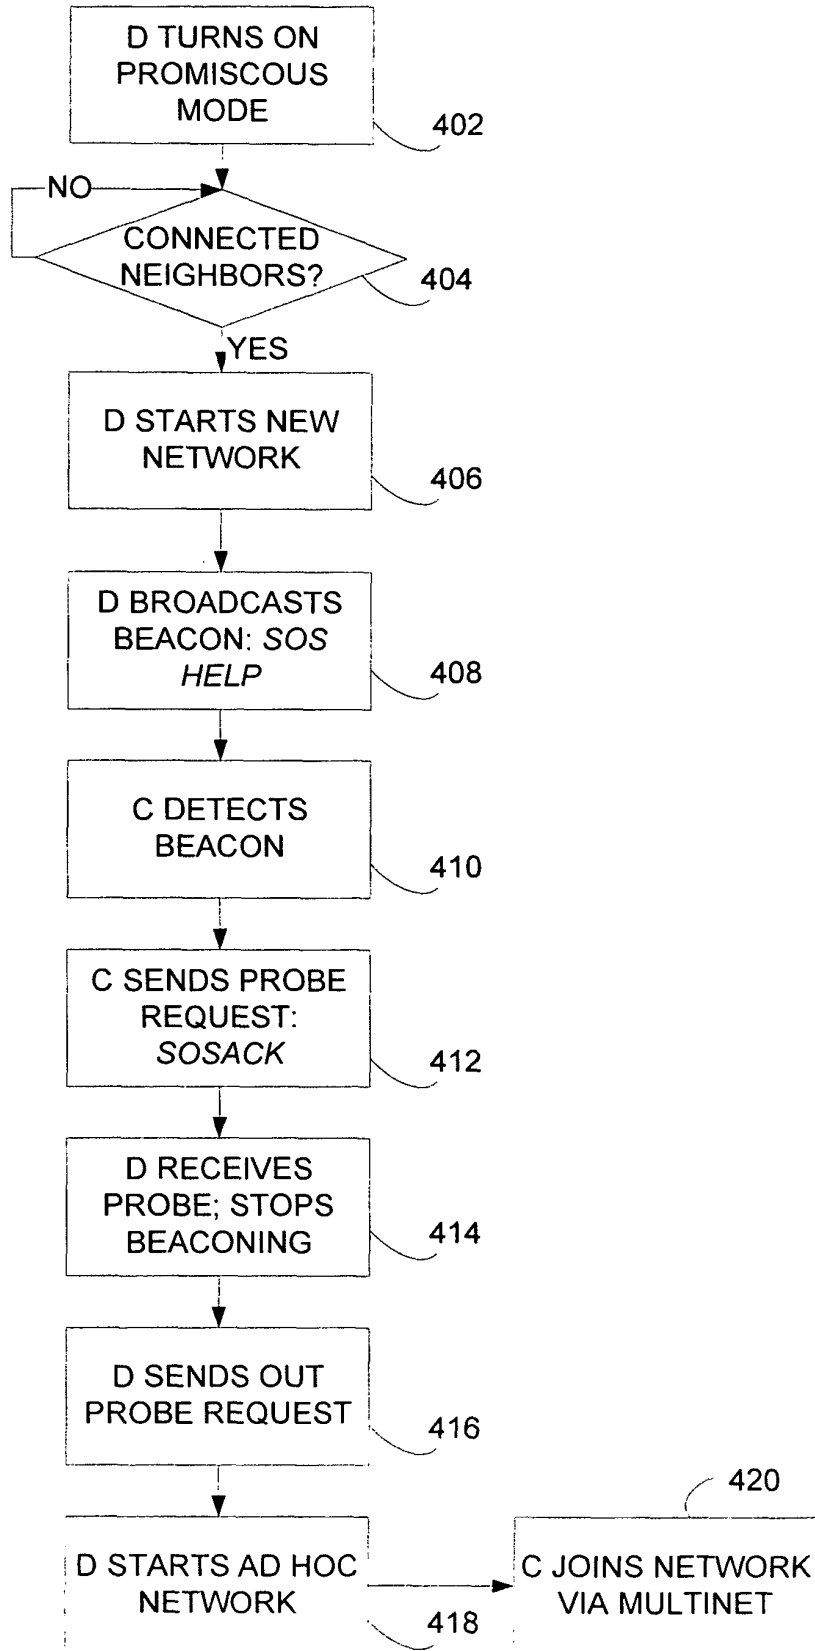 D TURNS ON
PROMISCOUS
MODE
402
NO
CONNECTED
NEIGHBORS?
404
YES
D STARTS NEW
NETWORK
406
D BROADCASTS
BEACON: SOS
HELP
408
C DETECTS
BEACON
410
C SENDS PROBE
REQUEST:
SOSACK
412
D RECEIVES
PROBE; STOPS
BEACONING
414
D SENDS OUT
PROBE REQUEST
416
D STARTS AD HOC
NETWORK
418
420
C JOINS NETWORK
VIA MULTINET